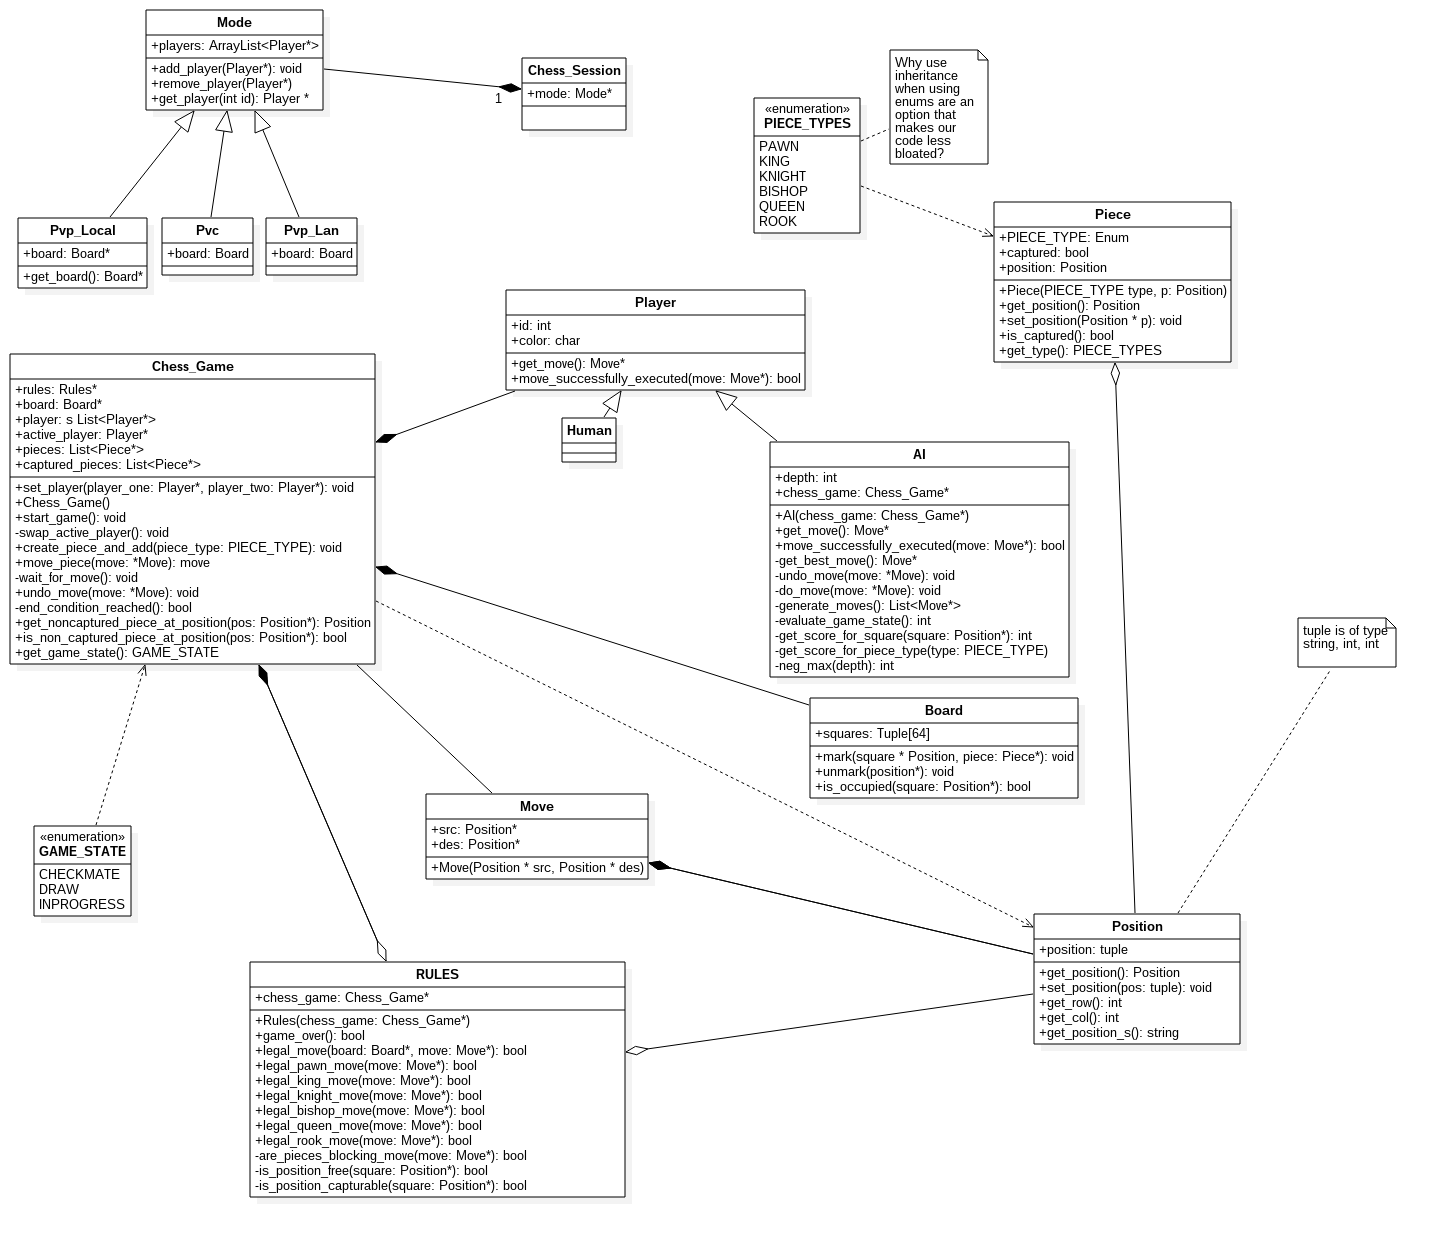 Mode
+players: ArrayList<Player*>
+add_player(Player*): void
+remove_player(Player*)
+get_player(int id): Player *
1
Chess_Session
+mode: Mode*
Why use
inheritance
when using
enums are an
option that
makes our
code less
bloated?
«enumeration»
PIECE_TYPES
PAWN
KING
KNIGHT
BISHOP
QUEEN
ROOK
Piece
+PIECE_TYPE: Enum
+captured: bool
+position: Position
+Piece(PIECE_TYPE type, p: Position)
+get_position(): Position
+set_position(Position * p): void
+is_captured(): bool
+get_type(): PIECE_TYPES
Pvp_Local
+board: Board*
+get_board(): Board*
Pvc
+board: Board
Pvp_Lan
+board: Board
Player
+id: int
+color: char
+get_move(): Move*
+move_successfully_executed(move: Move*): bool
Chess_Game
+rules: Rules*
+board: Board*
+player: s List<Player*>
+active_player: Player*
+pieces: List<Piece*>
+captured_pieces: List<Piece*>
+set_player(player_one: Player*, player_two: Player*): void
+Chess_Game()
+start_game(): void
-swap_active_player(): void
+create_piece_and_add(piece_type: PIECE_TYPE): void
+move_piece(move: *Move): move
-wait_for_move(): void
+undo_move(move: *Move): void
-end_condition_reached(): bool
+get_noncaptured_piece_at_position(pos: Position*): Position
+is_non_captured_piece_at_position(pos: Position*): bool
+get_game_state(): GAME_STATE
Human
AI
+depth: int
+chess_game: Chess_Game*
+AI(chess_game: Chess_Game*)
+get_move(): Move*
+move_successfully_executed(move: Move*): bool
-get_best_move(): Move*
-undo_move(move: *Move): void
-do_move(move: *Move): void
-generate_moves(): List<Move*>
-evaluate_game_state(): int
-get_score_for_square(square: Position*): int
-get_score_for_piece_type(type: PIECE_TYPE)
-neg_max(depth): int
tuple is of type
string, int, int
Board
+squares: Tuple[64]
+mark(square * Position, piece: Piece*): void
+unmark(position*): void
+is_occupied(square: Position*): bool
Move
+src: Position*
+des: Position*
+Move(Position * src, Position * des)
«enumeration»
GAME_STATE
CHECKMATE
DRAW
INPROGRESS
Position
+position: tuple
+get_position(): Position
+set_position(pos: tuple): void
+get_row(): int
+get_col(): int
+get_position_s(): string
RULES
+chess_game: Chess_Game*
+Rules(chess_game: Chess_Game*)
+game_over(): bool
+legal_move(board: Board*, move: Move*): bool
+legal_pawn_move(move: Move*): bool
+legal_king_move(move: Move*): bool
+legal_knight_move(move: Move*): bool
+legal_bishop_move(move: Move*): bool
+legal_queen_move(move: Move*): bool
+legal_rook_move(move: Move*): bool
-are_pieces_blocking_move(move: Move*): bool
-is_position_free(square: Position*): bool
-is_position_capturable(square: Position*): bool